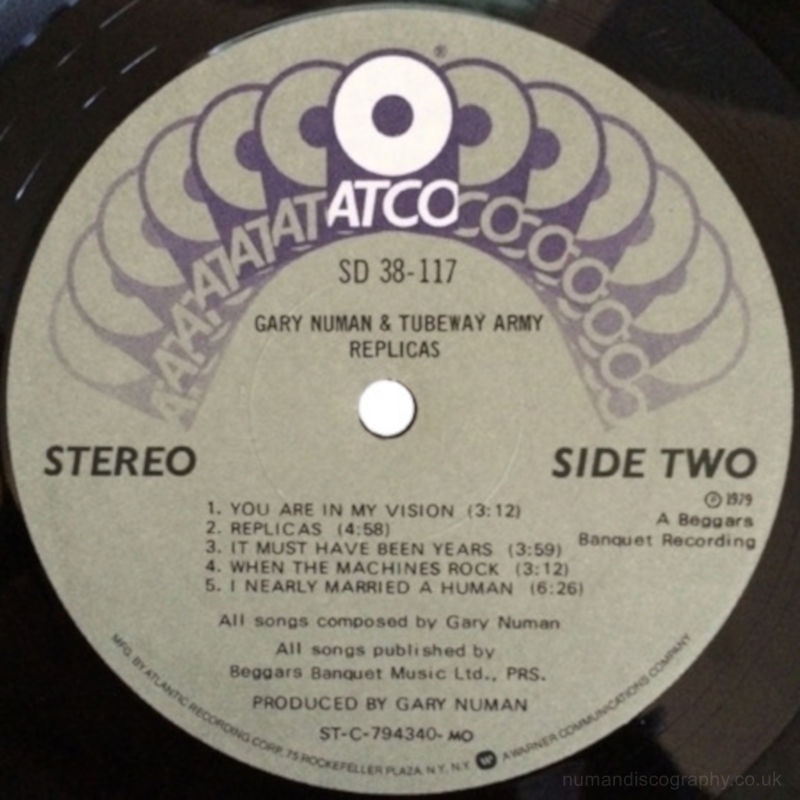 ®
ATCO
SD 38-117
GARY NUMAN & TUBEWAY ARMY
REPLICAS
STEREO
SIDE TWO
℗ 1979
A Beggars
Banquet Recording
1. YOU ARE IN MY VISION (3:12)
2. REPLICAS (4:58)
3. IT MUST HAVE BEEN YEARS (3:59)
4. WHEN THE MACHINES ROCK (3:12)
5. I NEARLY MARRIED A HUMAN (6:26)
All songs composed by Gary Numan
All songs published by
Beggars Banquet Music Ltd., PRS.
PRODUCED BY GARY NUMAN
ST-C-794340-MO
MFG. BY ATLANTIC RECORDING CORP. 75 ROCKEFELLER PLAZA, N.Y., N.Y. A WARNER COMMUNICATIONS COMPANY
numandiscography.co.uk